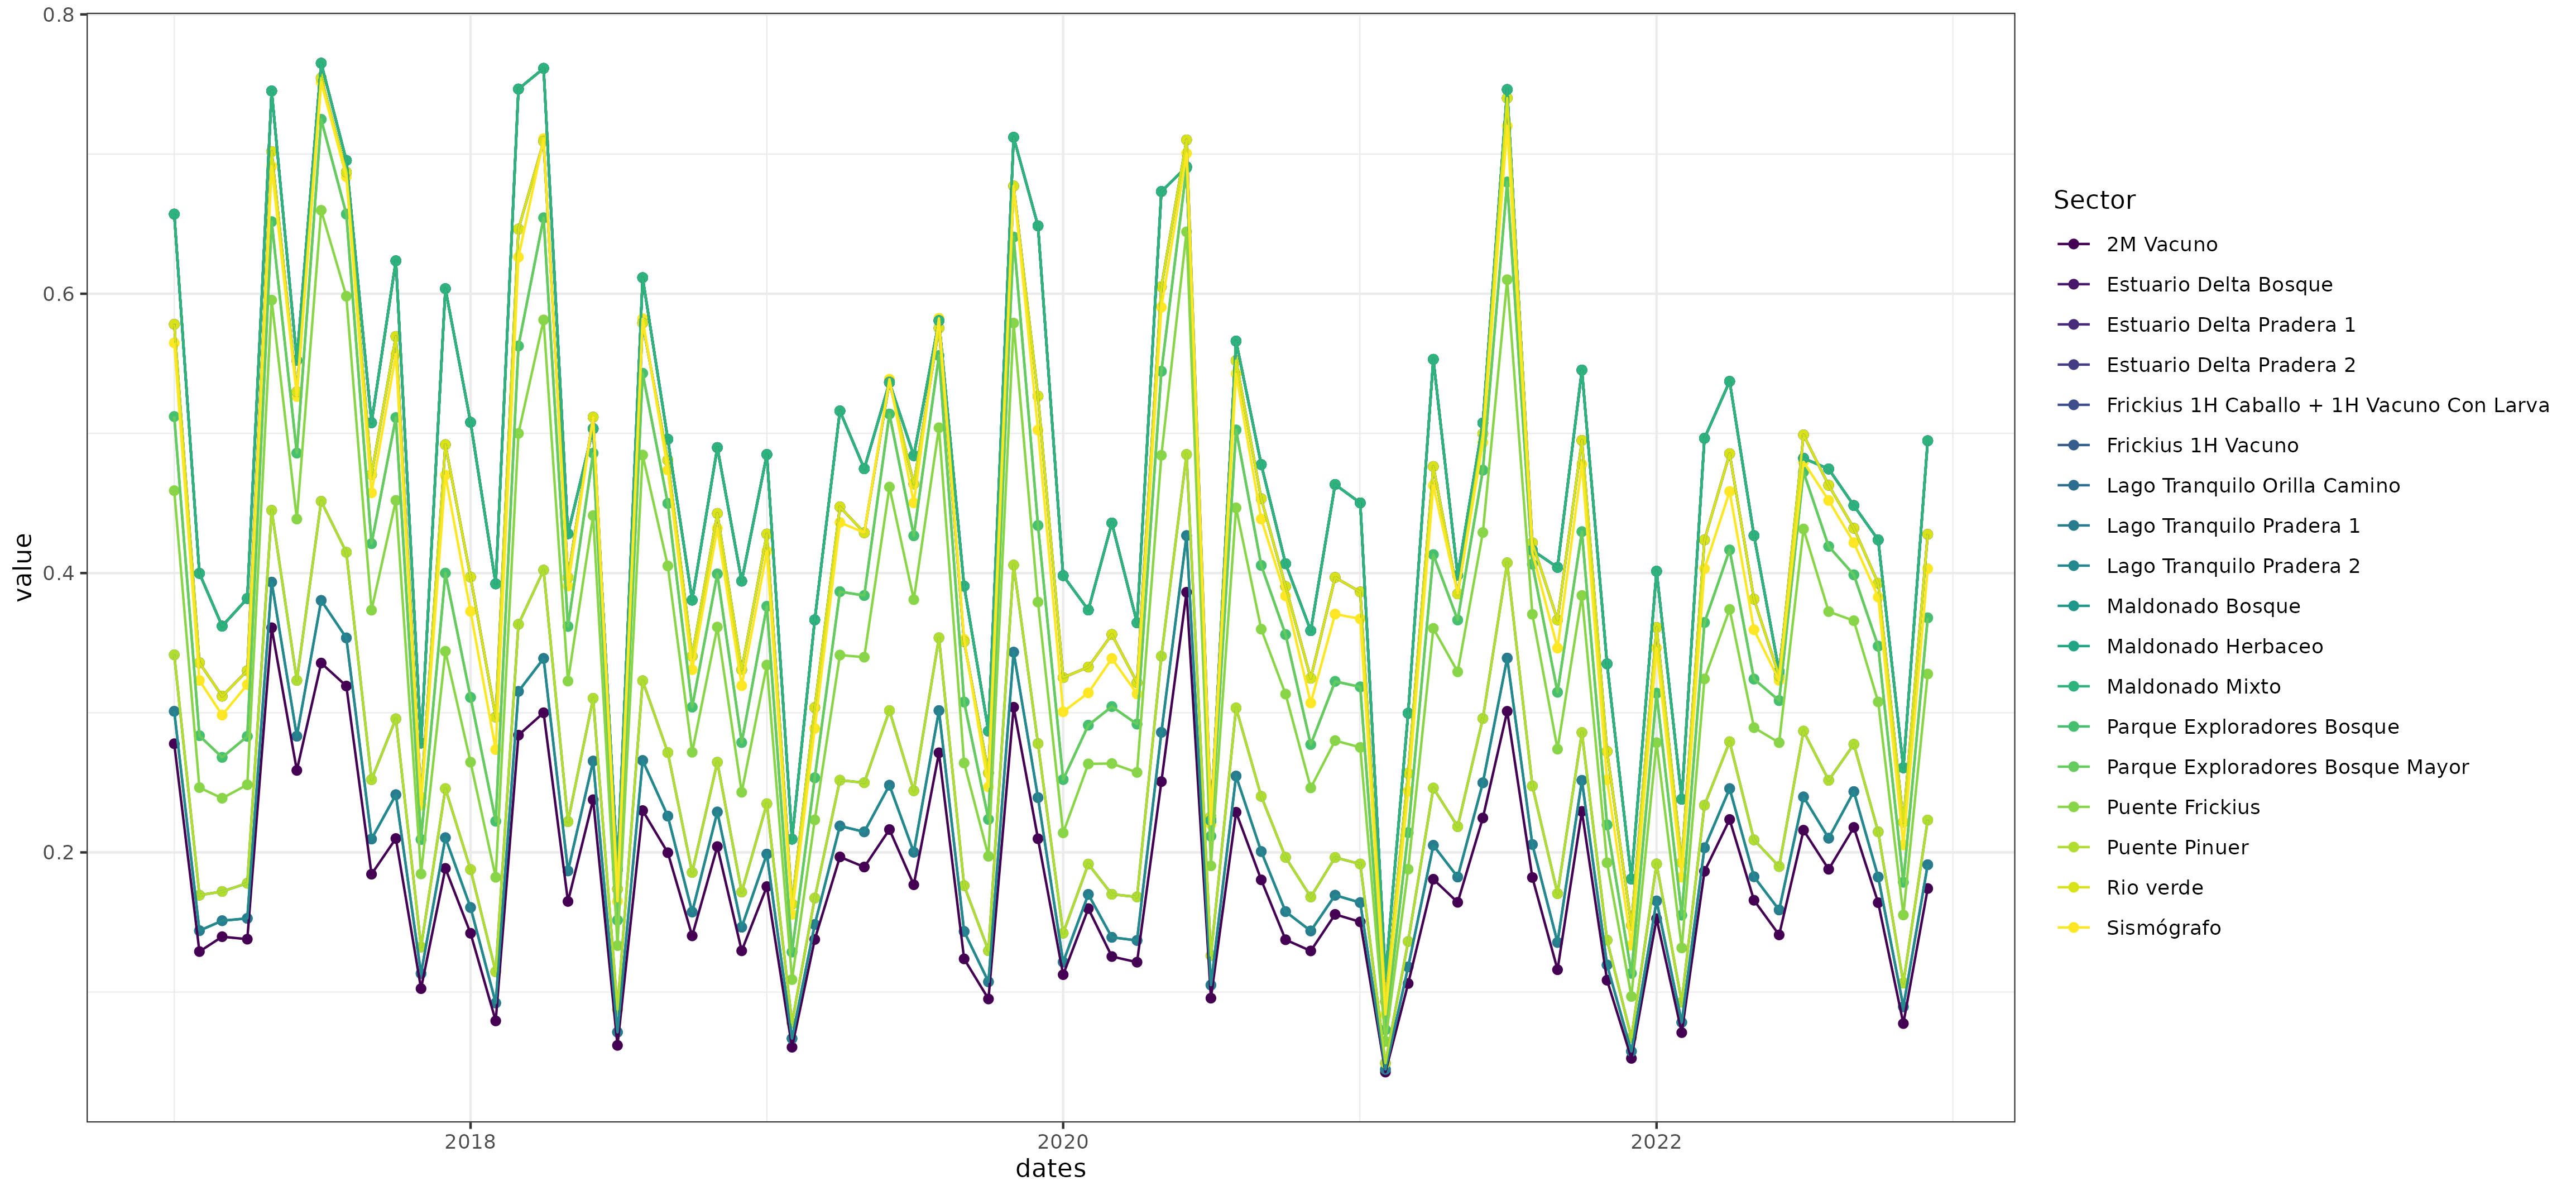 0.8
0.6
0.4
0.2
value
2018
2020
2022
dates
Sector
2M Vacuno
Estuario Delta Bosque
Estuario Delta Pradera 1
Estuario Delta Pradera 2
Frickius 1H Caballo + 1H Vacuno Con Larva
Frickius 1H Vacuno
Lago Tranquilo Orilla Camino
Lago Tranquilo Pradera 1
Lago Tranquilo Pradera 2
Maldonado Bosque
Maldonado Herbaceo
Maldonado Mixto
Parque Exploradores Bosque
Parque Exploradores Bosque Mayor
Puente Frickius
Puente Pinuer
Rio verde
Sismógrafo